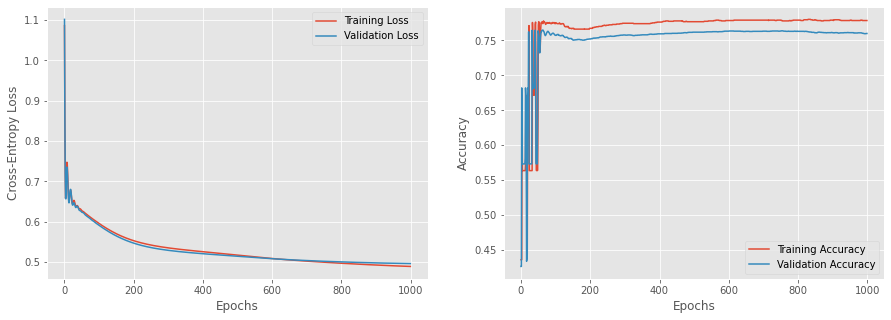 1.1
1.0
0.9
0.8
0.7
0.6
0.5
Cross-Entropy Loss
Training Loss
Validation Loss
0 200 400 600 800 1000
Epochs
0.75
0.70
0.65
0.60
0.55
0.50
0.45
Accuracy
Training Accuracy
Validation Accuracy
0 200 400 600 800 1000
Epochs